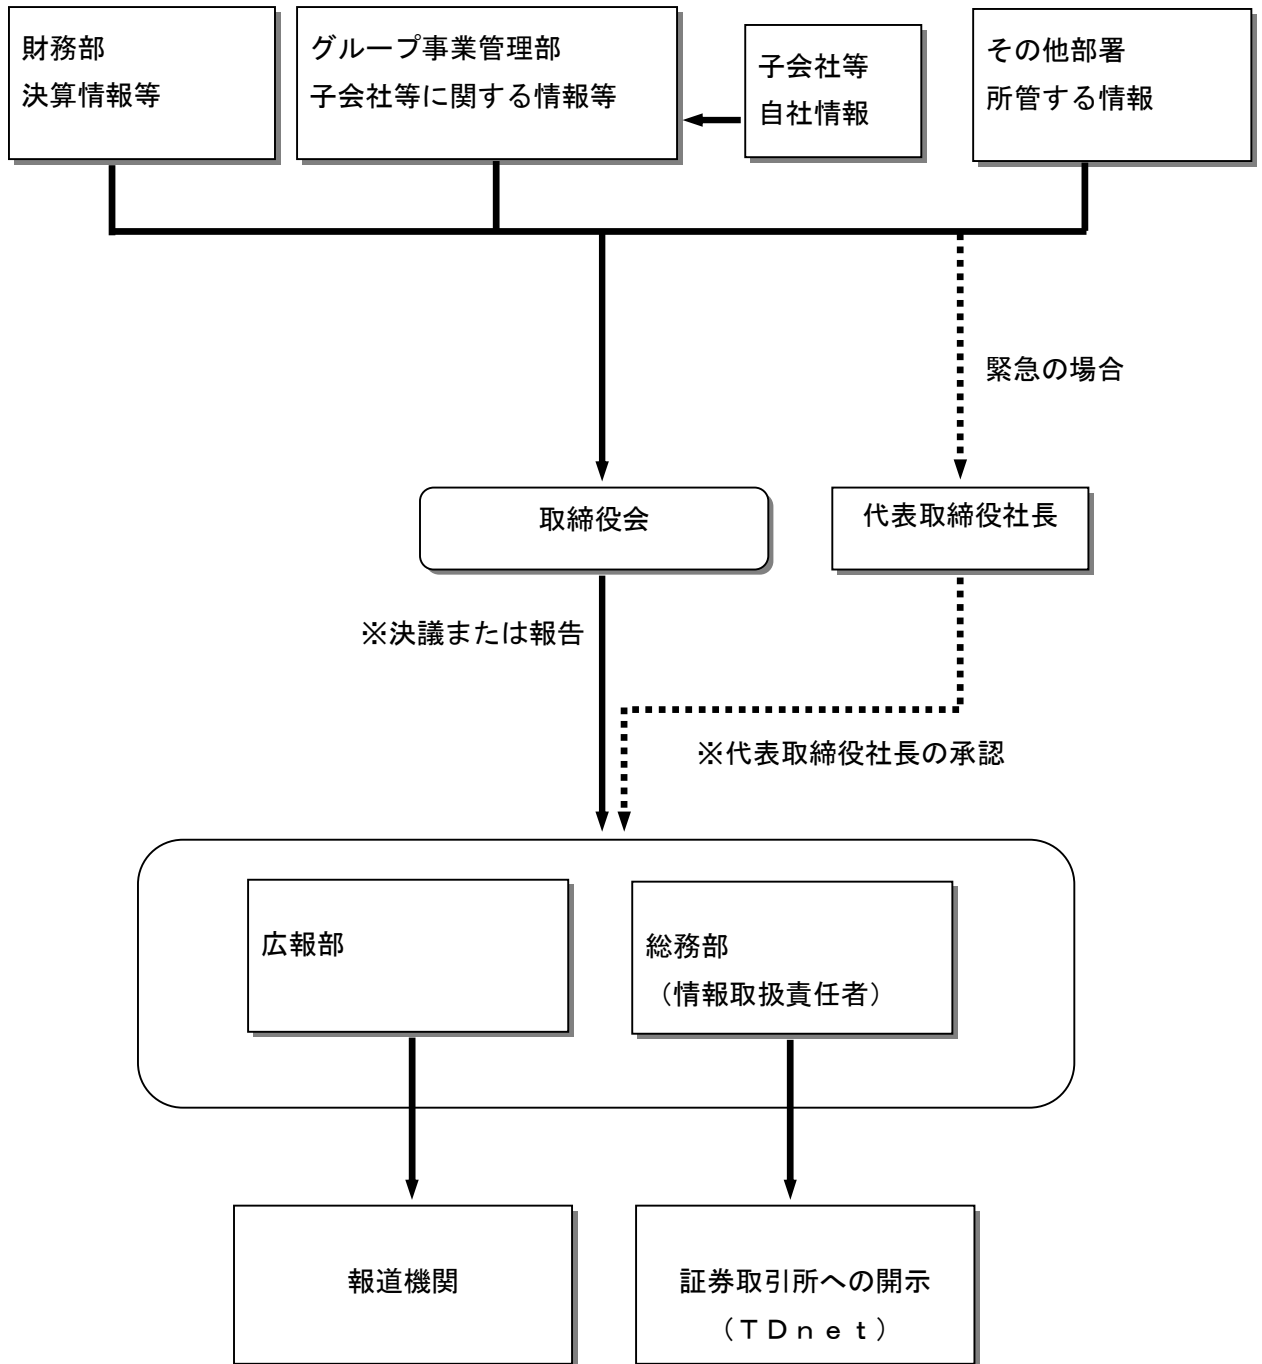 財務部
決算情報等
グループ事業管理部
子会社等に関する情報等
子会社等
自社情報
その他部署
所管する情報
緊急の場合
取締役会
代表取締役社長
※決議または報告
※代表取締役社長の承認
広報部
総務部
（情報取扱責任者）
報道機関
証券取引所への開示
（ＴＤｎｅｔ）